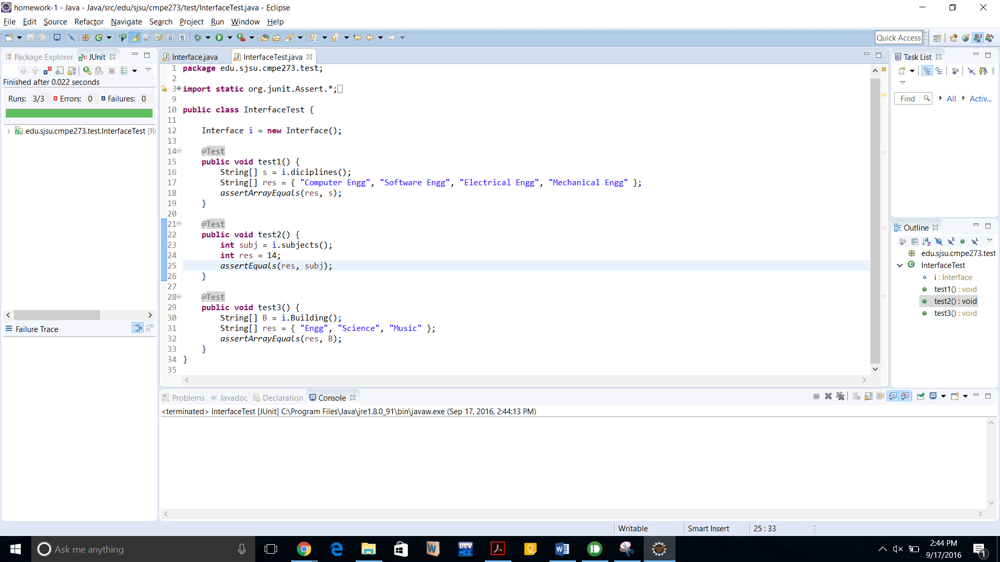 homework-1 - Java - Java/src/edu/sjsu/cmpe273/test/InterfaceTest.java - Eclipse
File Edit Source Refactor Navigate Search Project Run Window Help
Quick Access
Package Explorer JUnit
Finished after 0.022 seconds
Runs: 3/3 Errors: 0 Failures: 0
edu.sjsu.cmpe273.test.InterfaceTest [Ru
Failure Trace
Interface.java InterfaceTest.java
1 package edu.sjsu.cmpe273.test;
2
3 import static org.junit.Assert.*;
9
10 public class InterfaceTest {
11
12 Interface i = new Interface();
13
14 @Test
15 public void test1() {
16 String[] s = i.diciplines();
17 String[] res = { "Computer Engg", "Software Engg", "Electrical Engg", "Mechanical Engg" };
18 assertArrayEquals(res, s);
19 }
20
21 @Test
22 public void test2() {
23 int subj = i.subjects();
24 int res = 14;
25 assertEquals(res, subj);
26 }
27
28 @Test
29 public void test3() {
30 String[] B = i.Building();
31 String[] res = { "Engg", "Science", "Music" };
32 assertArrayEquals(res, B);
33 }
34 }
35
Task List
Find All Activ...
Outline
edu.sjsu.cmpe273.test
InterfaceTest
i : Interface
test1() : void
test2() : void
test3() : void
Problems @ Javadoc Declaration Console
<terminated> InterfaceTest [JUnit] C:\Program Files\Java\jre1.8.0_91\bin\javaw.exe (Sep 17, 2016, 2:44:13 PM)
Writable Smart Insert 25 : 33
Ask me anything
DEV
2:44 PM
9/17/2016
1